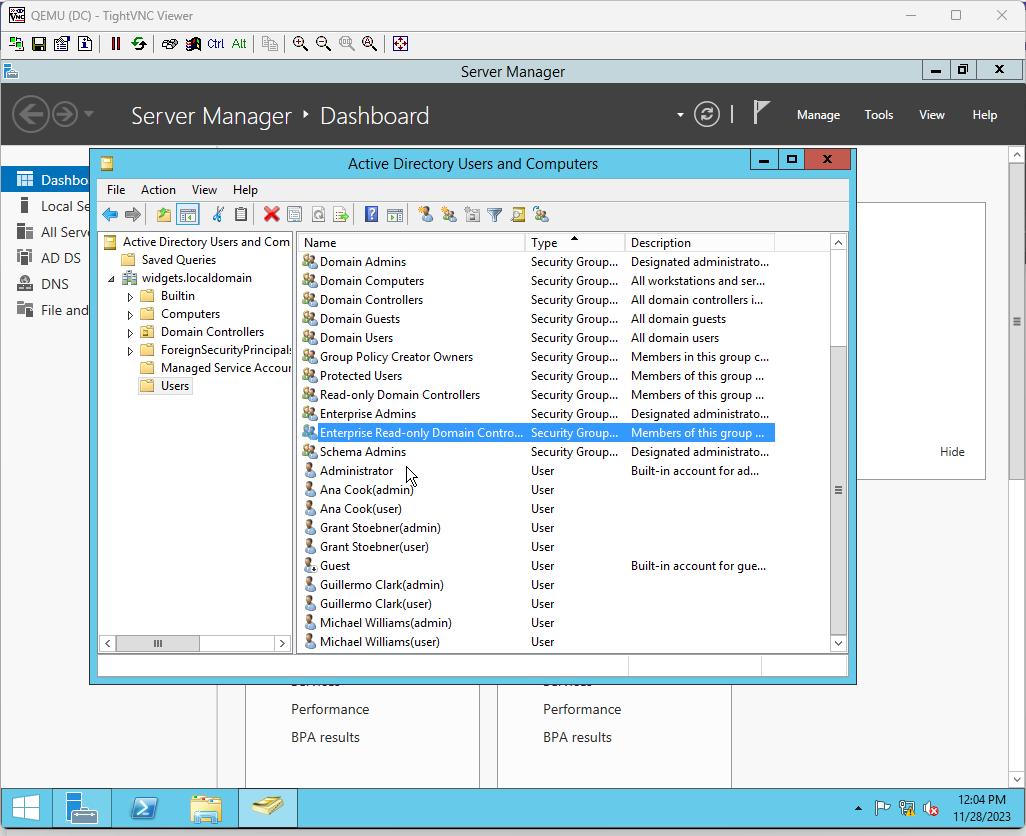 QEMU (DC) - TightVNC Viewer
Ctrl Alt
Server Manager
Server Manager ‣ Dashboard
Manage Tools View Help
Dashbo
Local Se
All Serv
AD DS
DNS
File and
Active Directory Users and Computers
File Action View Help
Active Directory Users and Com
Saved Queries
widgets.localdomain
Builtin
Computers
Domain Controllers
ForeignSecurityPrincipals
Managed Service Accour
Users
Name Type Description
Domain Admins Security Group... Designated administrato...
Domain Computers Security Group... All workstations and ser...
Domain Controllers Security Group... All domain controllers i...
Domain Guests Security Group... All domain guests
Domain Users Security Group... All domain users
Group Policy Creator Owners Security Group... Members in this group c...
Protected Users Security Group... Members of this group ...
Read-only Domain Controllers Security Group... Members of this group ...
Enterprise Admins Security Group... Designated administrato...
Enterprise Read-only Domain Contro... Security Group... Members of this group ...
Schema Admins Security Group... Designated administrato...
Administrator User Built-in account for ad...
Ana Cook(admin) User
Ana Cook(user) User
Grant Stoebner(admin) User
Grant Stoebner(user) User
Guest User Built-in account for gue...
Guillermo Clark(admin) User
Guillermo Clark(user) User
Michael Williams(admin) User
Michael Williams(user) User
Hide
Performance Performance
BPA results BPA results
12:04 PM
11/28/2023